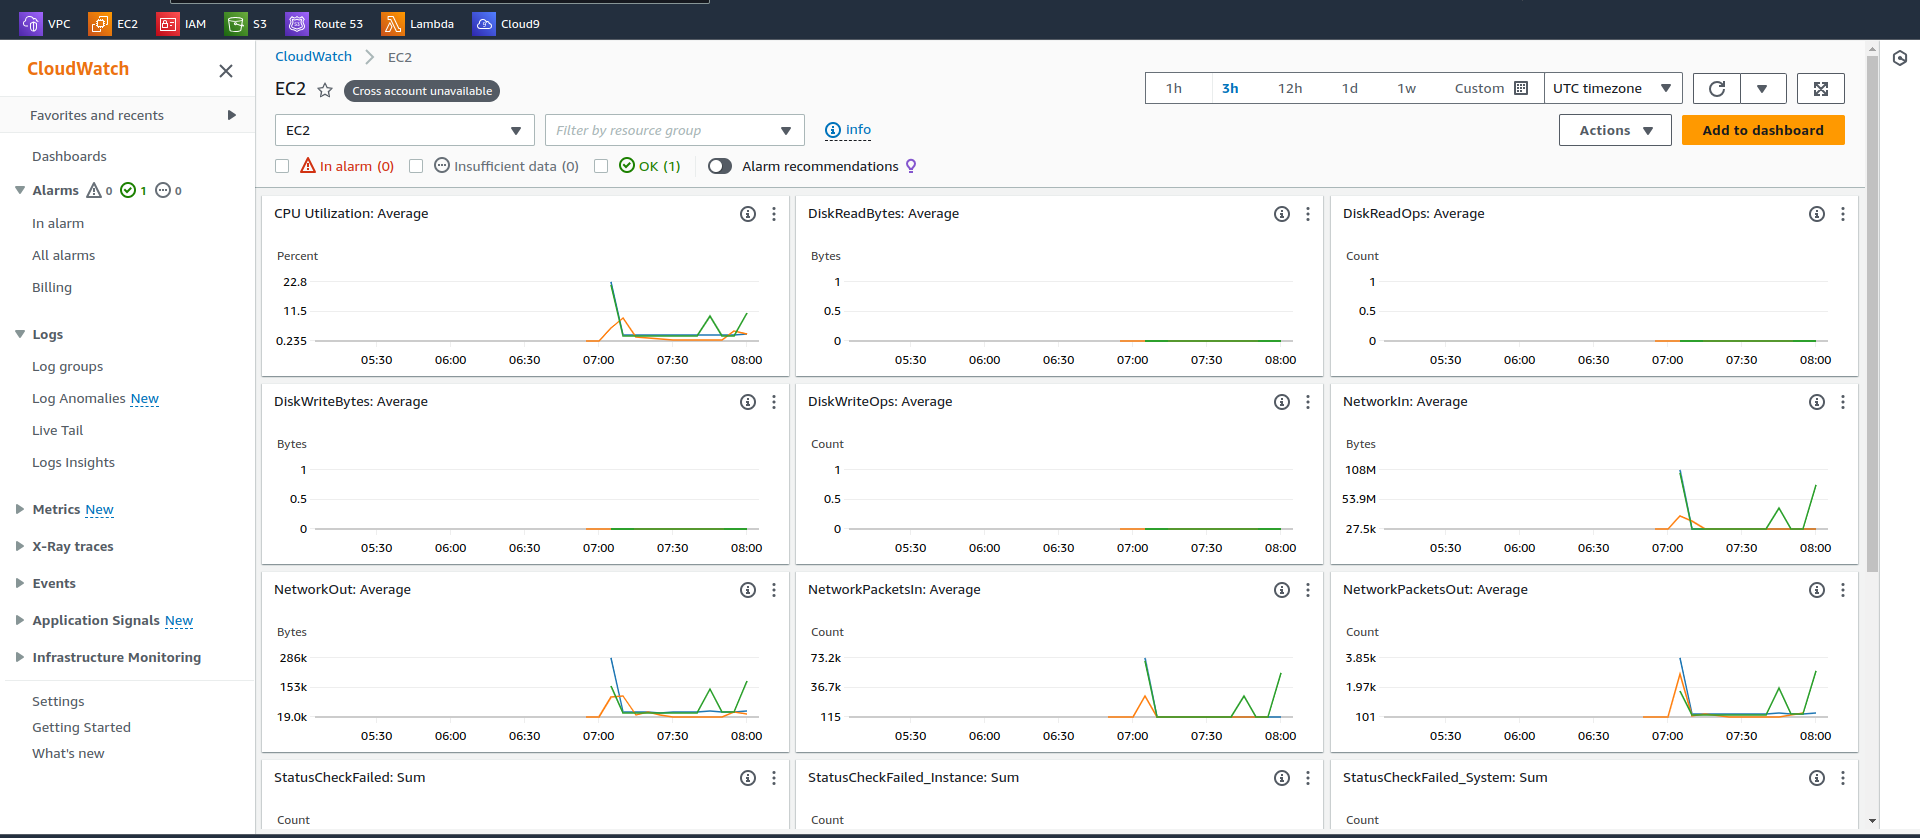 VPC EC2 IAM S3 Route 53 Lambda Cloud9
CloudWatch
Favorites and recents
Dashboards
Alarms 0 1 0
In alarm
All alarms
Billing
Logs
Log groups
Log Anomalies New
Live Tail
Logs Insights
Metrics New
X-Ray traces
Events
Application Signals New
Infrastructure Monitoring
Settings
Getting Started
What's new
CloudWatch EC2
EC2 Cross account unavailable
1h 3h 12h 1d 1w Custom UTC timezone
EC2 Filter by resource group Info Actions Add to dashboard
In alarm (0) Insufficient data (0) OK (1) Alarm recommendations
CPU Utilization: Average
Percent
22.8
11.5
0.235
05:30 06:00 06:30 07:00 07:30 08:00
DiskReadBytes: Average
Bytes
1
0.5
0
05:30 06:00 06:30 07:00 07:30 08:00
DiskReadOps: Average
Count
1
0.5
0
05:30 06:00 06:30 07:00 07:30 08:00
DiskWriteBytes: Average
Bytes
1
0.5
0
05:30 06:00 06:30 07:00 07:30 08:00
DiskWriteOps: Average
Count
1
0.5
0
05:30 06:00 06:30 07:00 07:30 08:00
NetworkIn: Average
Bytes
108M
53.9M
27.5k
05:30 06:00 06:30 07:00 07:30 08:00
NetworkOut: Average
Bytes
286k
153k
19.0k
05:30 06:00 06:30 07:00 07:30 08:00
NetworkPacketsIn: Average
Count
73.2k
36.7k
115
05:30 06:00 06:30 07:00 07:30 08:00
NetworkPacketsOut: Average
Count
3.85k
1.97k
101
05:30 06:00 06:30 07:00 07:30 08:00
StatusCheckFailed: Sum
Count
StatusCheckFailed_Instance: Sum
Count
StatusCheckFailed_System: Sum
Count